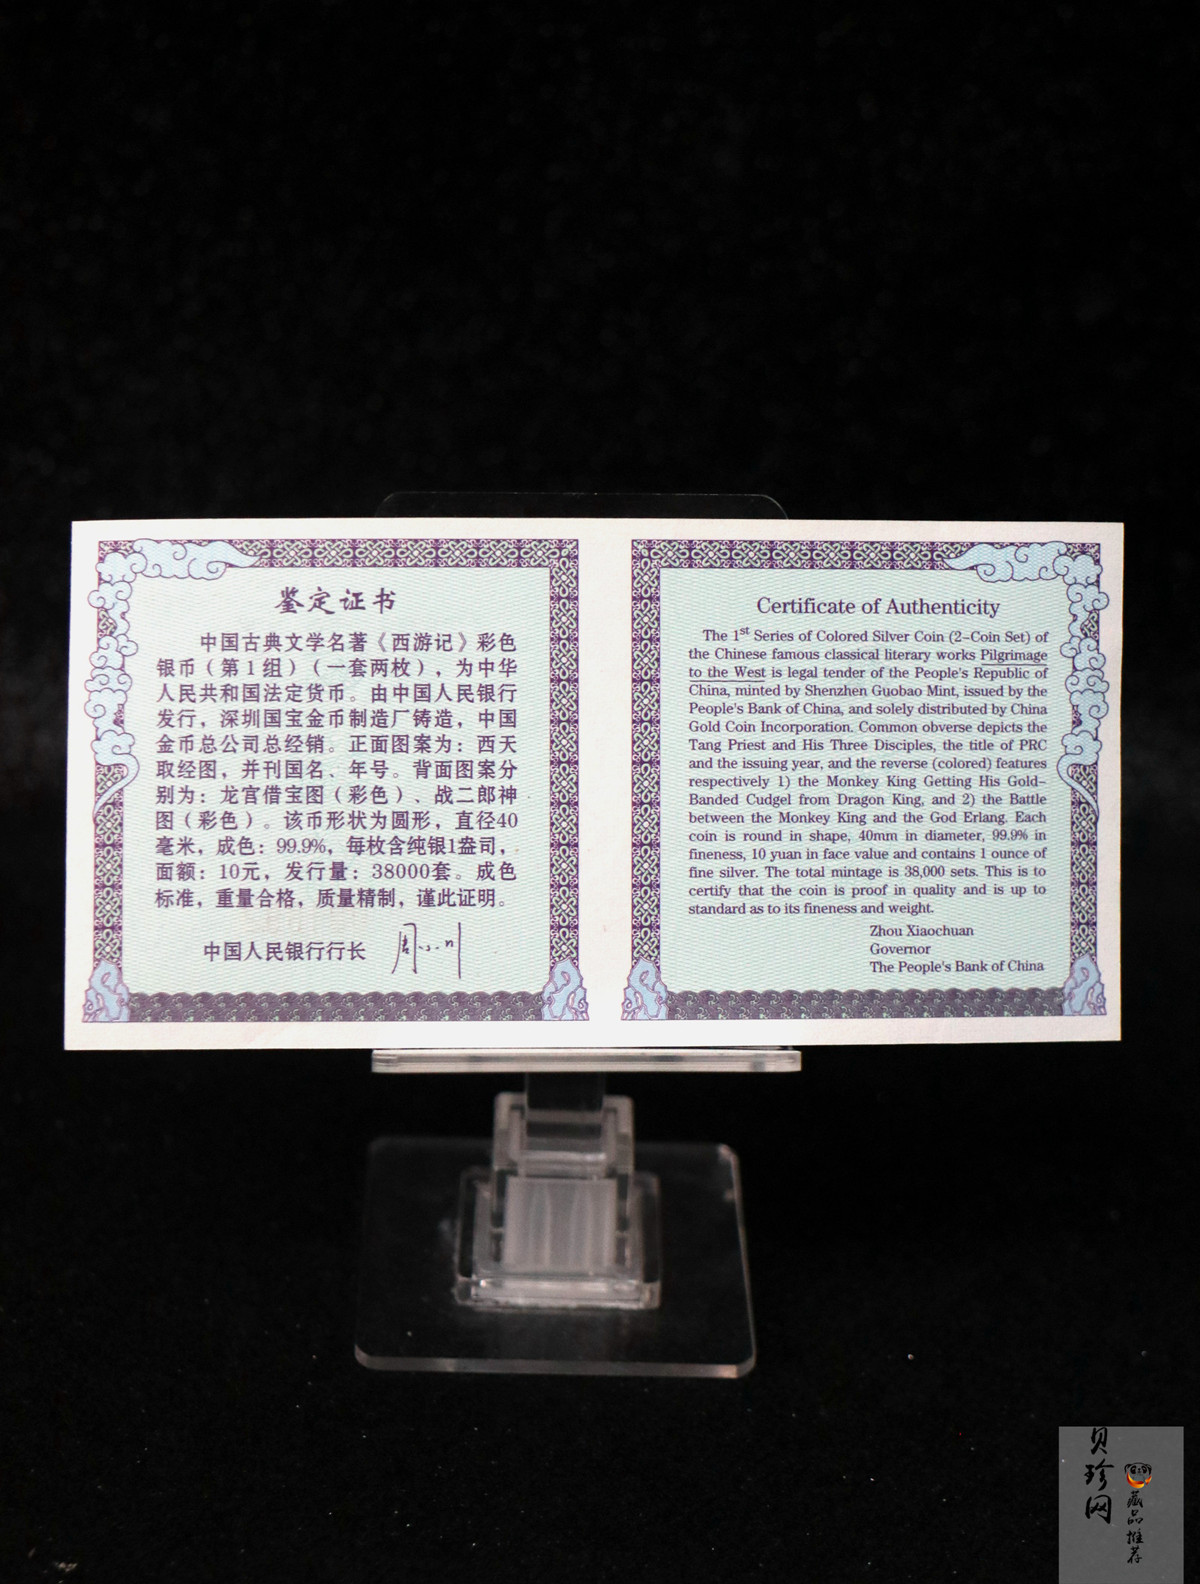 鉴定证书
中国古典文学名著《西游记》彩色
银币（第1组）（一套两枚），为中华
人民共和国法定货币。由中国人民银行
发行，深圳国宝金币制造厂铸造，中国
金币总公司总经销。正面图案为：西天
取经图，并刊国名、年号。背面图案分
别为：龙宫借宝图（彩色）、战二郎神
图（彩色）。该币形状为圆形，直径40
毫米，成色：99.9%，每枚含纯银1盎司，
面额：10元，发行量：38000套。成色
标准，重量合格，质量精制，谨此证明。
中国人民银行行长 周小川
Certificate of Authenticity
The 1st Series of Colored Silver Coin (2-Coin Set) of
the Chinese famous classical literary works Pilgrimage
to the West is legal tender of the People's Republic of
China, minted by Shenzhen Guobao Mint, issued by the
People's Bank of China, and solely distributed by China
Gold Coin Incorporation. Common obverse depicts the
Tang Priest and His Three Disciples, the title of PRC
and the issuing year, and the reverse (colored) features
respectively 1) the Monkey King Getting His Gold-
Banded Cudgel from Dragon King, and 2) the Battle
between the Monkey King and the God Erlang. Each
coin is round in shape, 40mm in diameter, 99.9% in
fineness, 10 yuan in face value and contains 1 ounce of
fine silver. The total mintage is 38,000 sets. This is to
certify that the coin is proof in quality and is up to
standard as to its fineness and weight.
Zhou Xiaochuan
Governor
The People's Bank of China
贝珍网
藏品推荐